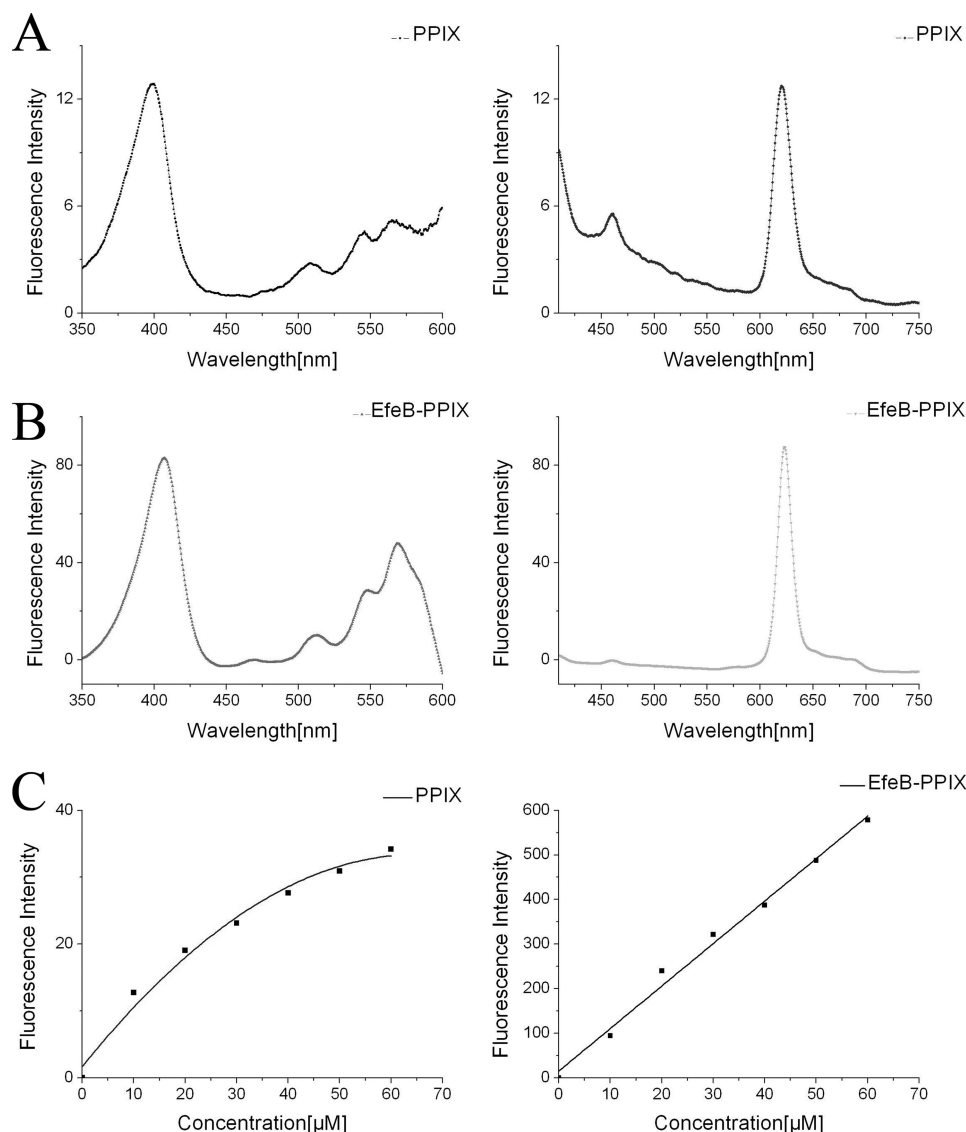 A
PPIX
Fluorescence Intensity
12
6
0
350 400 450 500 550 600
Wavelength[nm]
PPIX
Fluorescence Intensity
12
6
0
450 500 550 600 650 700 750
Wavelength[nm]
B
EfeB-PPIX
Fluorescence Intensity
80
40
0
350 400 450 500 550 600
Wavelength[nm]
EfeB-PPIX
Fluorescence Intensity
80
40
0
450 500 550 600 650 700 750
Wavelength[nm]
C
PPIX
Fluorescence Intensity
40
20
0
0 10 20 30 40 50 60 70
Concentration[µM]
EfeB-PPIX
Fluorescence Intensity
600
500
400
300
200
100
0
0 10 20 30 40 50 60 70
Concentration[µM]